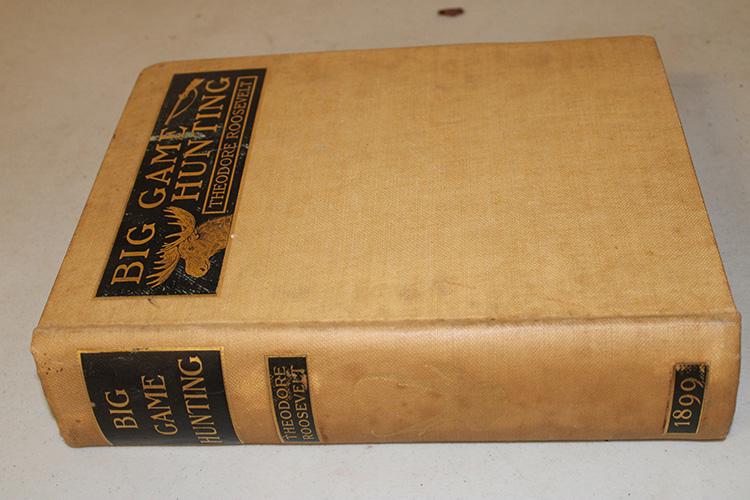 BIG GAME
HUNTING
THEODORE ROOSEVELT
BIG
GAME
HUNTING
THEODORE
ROOSEVELT
1899